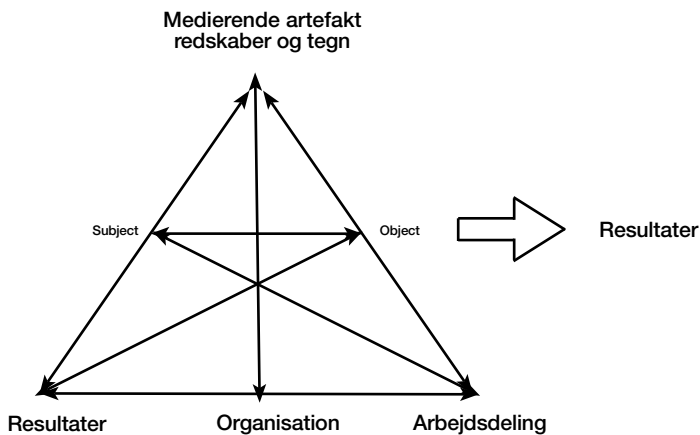 Medierende artefakt
redskaber og tegn
Subject
Object
Resultater
Resultater
Organisation
Arbejdsdeling